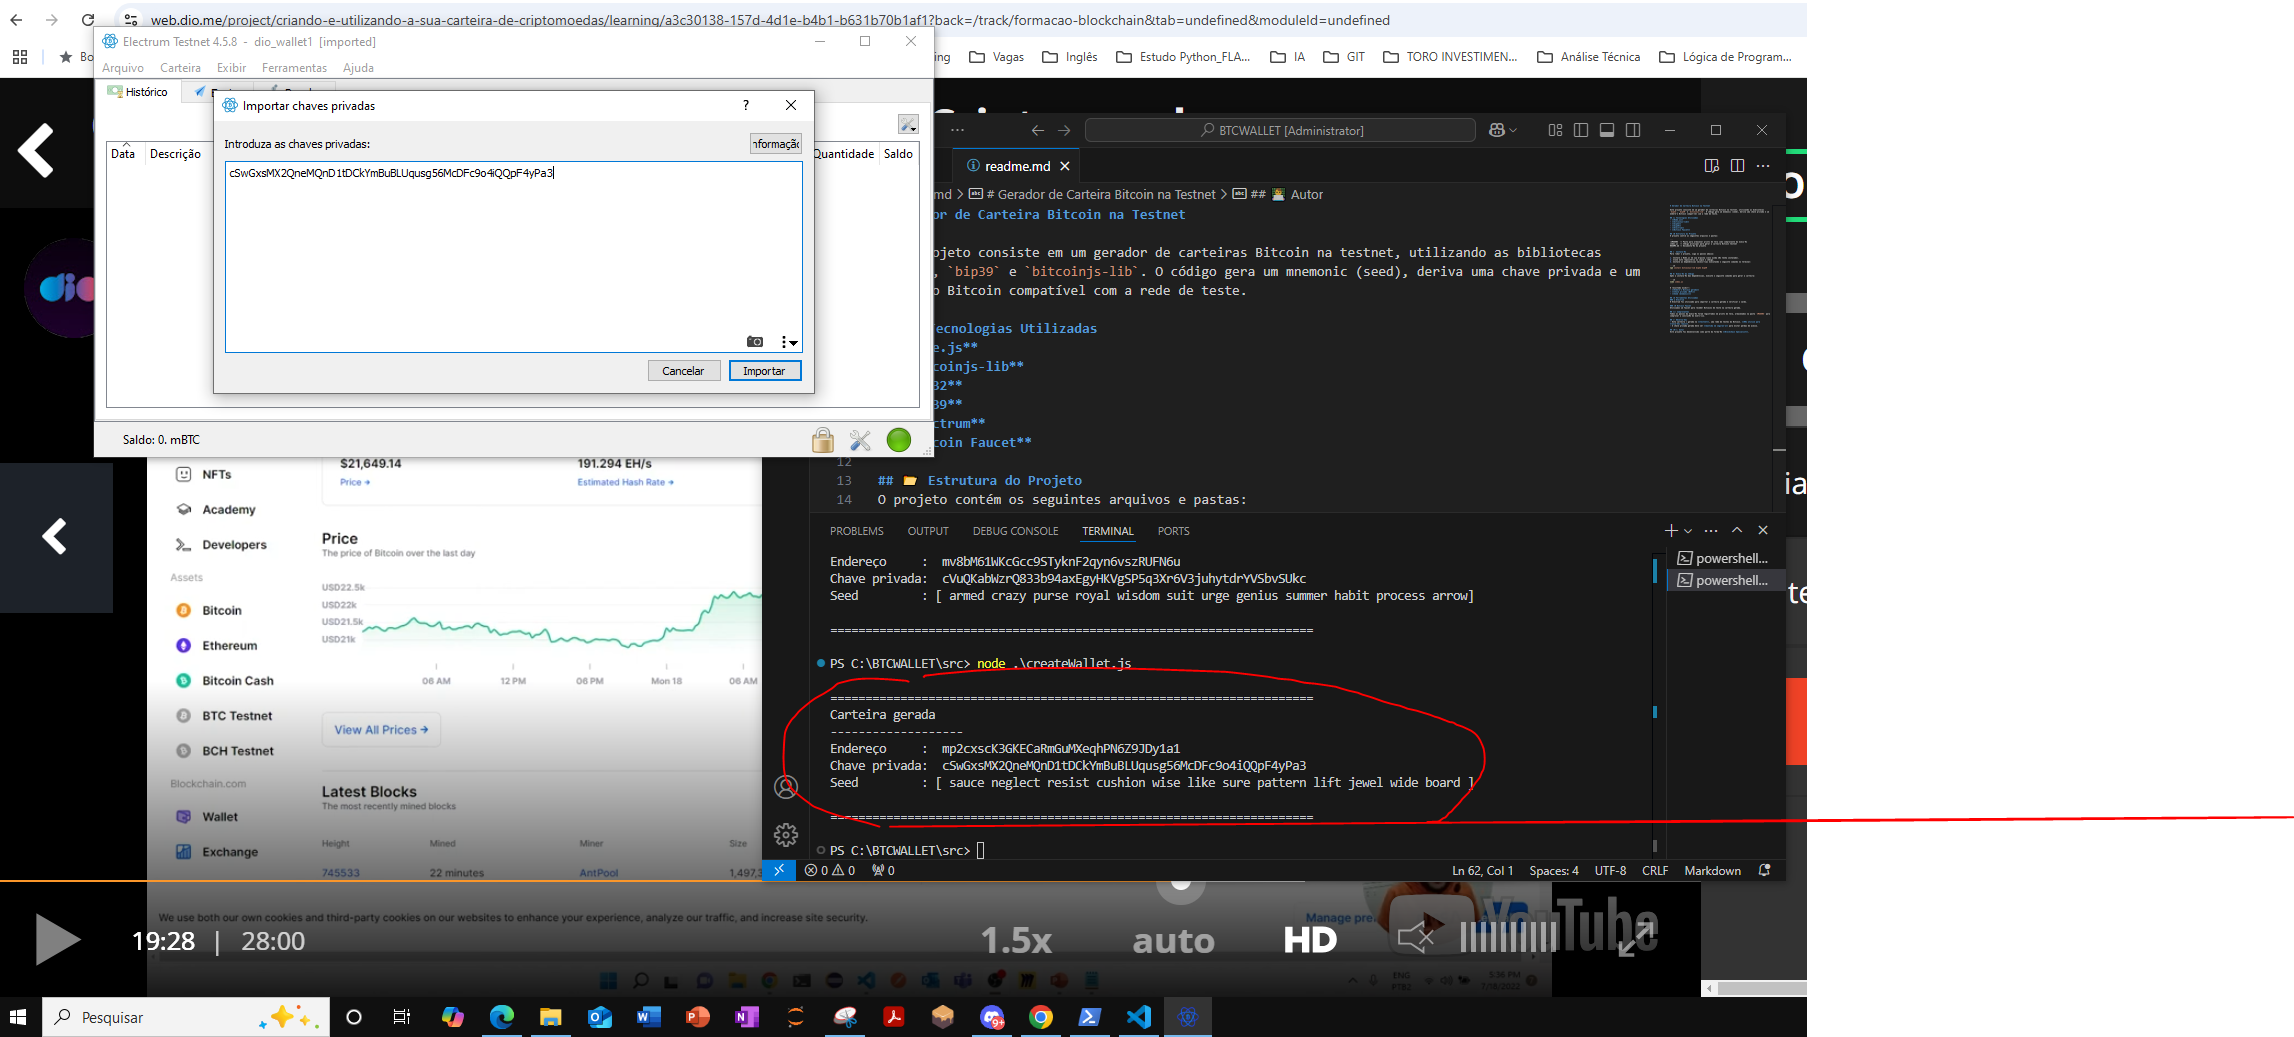 web.dio.me/project/criando-e-utilizando-a-sua-carteira-de-criptomoedas/learning/a3c30138-157d-4d1e-b4b1-b631b70b1af1?back=/track/formacao-blockchain&tab=undefined&moduleId=undefined
Electrum Testnet 4.5.8 - dio_wallet1 [imported]
Bo
ing
Vagas
Inglês
Estudo Python_FLA...
IA
GIT
TORO INVESTIMEN...
Análise Técnica
Lógica de Program...
Arquivo Carteira Exibir Ferramentas Ajuda
Histórico
Importar chaves privadas
?
Introduza as chaves privadas:
nformaçã
Data Descrição
Quantidade Saldo
cSwGxsMX2QneMQnD1tDCkYmBuBLUqusg56McDFc9o4iQQpF4yPa3
Cancelar
Importar
Saldo: 0. mBTC
BTCWALLET [Administrator]
readme.md
md > # Gerador de Carteira Bitcoin na Testnet > ## Autor
or de Carteira Bitcoin na Testnet
ojeto consiste em um gerador de carteiras Bitcoin na testnet, utilizando as bibliotecas
, `bip39` e `bitcoinjs-lib`. O código gera um mnemonic (seed), deriva uma chave privada e um
o Bitcoin compatível com a rede de teste.
Tecnologias Utilizadas
e.js**
coinjs-lib**
32**
39**
ctrum**
coin Faucet**
12
13 ## Estrutura do Projeto
14 O projeto contém os seguintes arquivos e pastas:
PROBLEMS OUTPUT DEBUG CONSOLE TERMINAL PORTS
powershell...
powershell...
Endereço : mv8bM61WKcGcc9STyknF2qyn6vszRUFN6u
Chave privada: cVuQKabWzrQ833b94axEgyHKVgSP5q3Xr6V3juhytdrYVSbvSUkc
Seed : [ armed crazy purse royal wisdom suit urge genius summer habit process arrow]
=====================================================================
PS C:\BTCWALLET\src> node .\createWallet.js
=====================================================================
Carteira gerada
-------------------
Endereço : mp2cxscK3GKECaRmGuMXeqhPN6Z9JDy1a1
Chave privada: cSwGxsMX2QneMQnD1tDCkYmBuBLUqusg56McDFc9o4iQQpF4yPa3
Seed : [ sauce neglect resist cushion wise like sure pattern lift jewel wide board ]
=====================================================================
PS C:\BTCWALLET\src>
0 0 0
Ln 62, Col 1 Spaces: 4 UTF-8 CRLF Markdown
NFTs
Academy
Developers
Assets
Bitcoin
Ethereum
Bitcoin Cash
BTC Testnet
BCH Testnet
Blockchain.com
Wallet
Exchange
$21,649.14
Price
191.294 EH/s
Estimated Hash Rate
Price
The price of Bitcoin over the last day
USD22.5k
USD22k
USD21.5k
USD21k
06 AM 12 PM 06 PM Mon 18 06 AM
View All Prices
Latest Blocks
The most recently mined blocks
Height Mined Miner Size
745533 22 minutes AntPool 1,497,3
We use both our own cookies and third-party cookies on our websites to enhance your experience, analyze our traffic, and increase site security.
Manage pre
19:28 | 28:00
1.5x auto HD
YouTube
ENG
PTB2
5:36 PM
7/18/2022
Pesquisar
9+
dio